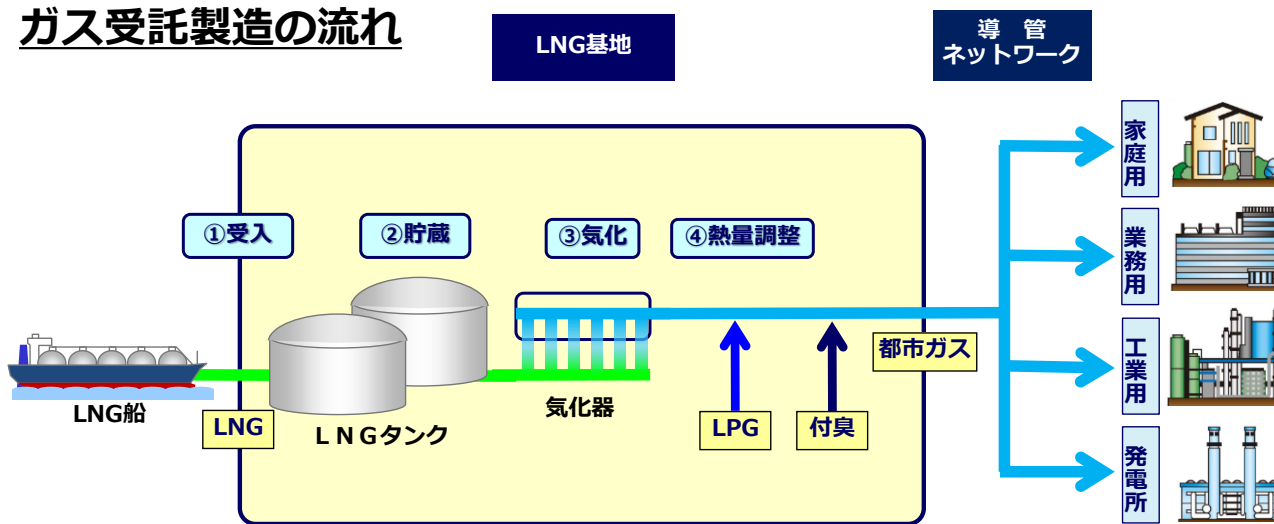 ガス受託製造の流れ
LNG基地
導 管
ネットワーク
①受入
②貯蔵
③気化
④熱量調整
LNG船
LNG
LNGタンク
気化器
LPG
付臭
都市ガス
家庭用
業務用
工業用
発電所